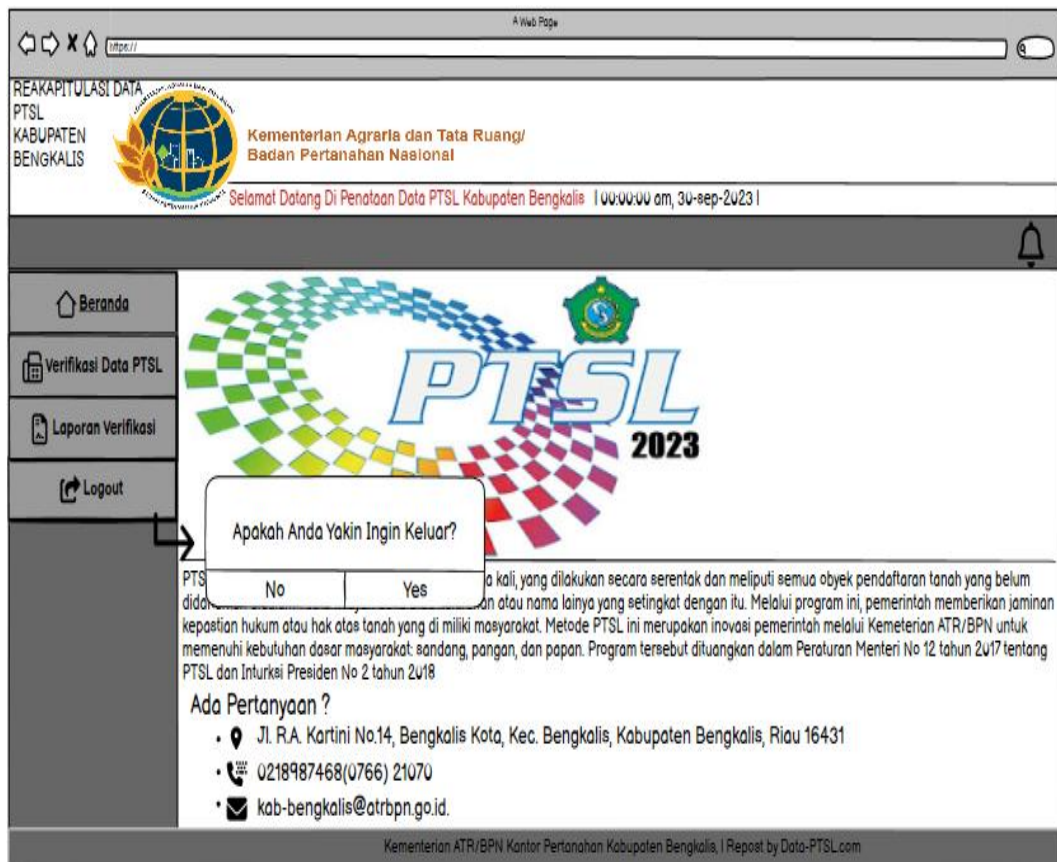 A Web Page
https://
REAKAPITULASI DATA
PTSL
KABUPATEN
BENGKALIS
Kementerian Agraria dan Tata Ruang/
Badan Pertanahan Nasional
Selamat Datang Di Penataan Data PTSL Kabupaten Bengkalis | 00:00:00 am, 30-sep-2023 |
Beranda
Verifikasi Data PTSL
Laporan Verifikasi
Logout
PTSL
2023
Apakah Anda Yakin Ingin Keluar?
No Yes
PTS a kali, yang dilakukan secara serentak dan meliputi semua obyek pendaftaran tanah yang belum
an atau nama lainya yang setingkat dengan itu. Melalui program ini, pemerintah memberikan jaminan
kepastian hukum atau hak atas tanah yang di miliki masyarakat. Metode PTSL ini merupakan inovasi pemerintah melalui Kemeterian ATR/BPN untuk
memenuhi kebutuhan dasar masyarakat: sandang, pangan, dan papan. Program tersebut dituangkan dalam Peraturan Menteri No 12 tahun 2017 tentang
PTSL dan Inturksi Presiden No 2 tahun 2018
Ada Pertanyaan ?
• Jl. R.A. Kartini No.14, Bengkalis Kota, Kec. Bengkalis, Kabupaten Bengkalis, Riau 16431
• 0218987468(0766) 21070
• kab-bengkalis@atrbpn.go.id.
Kementerian ATR/BPN Kantor Pertanahan Kabupaten Bengkalis, | Repost by Data-PTSL.com